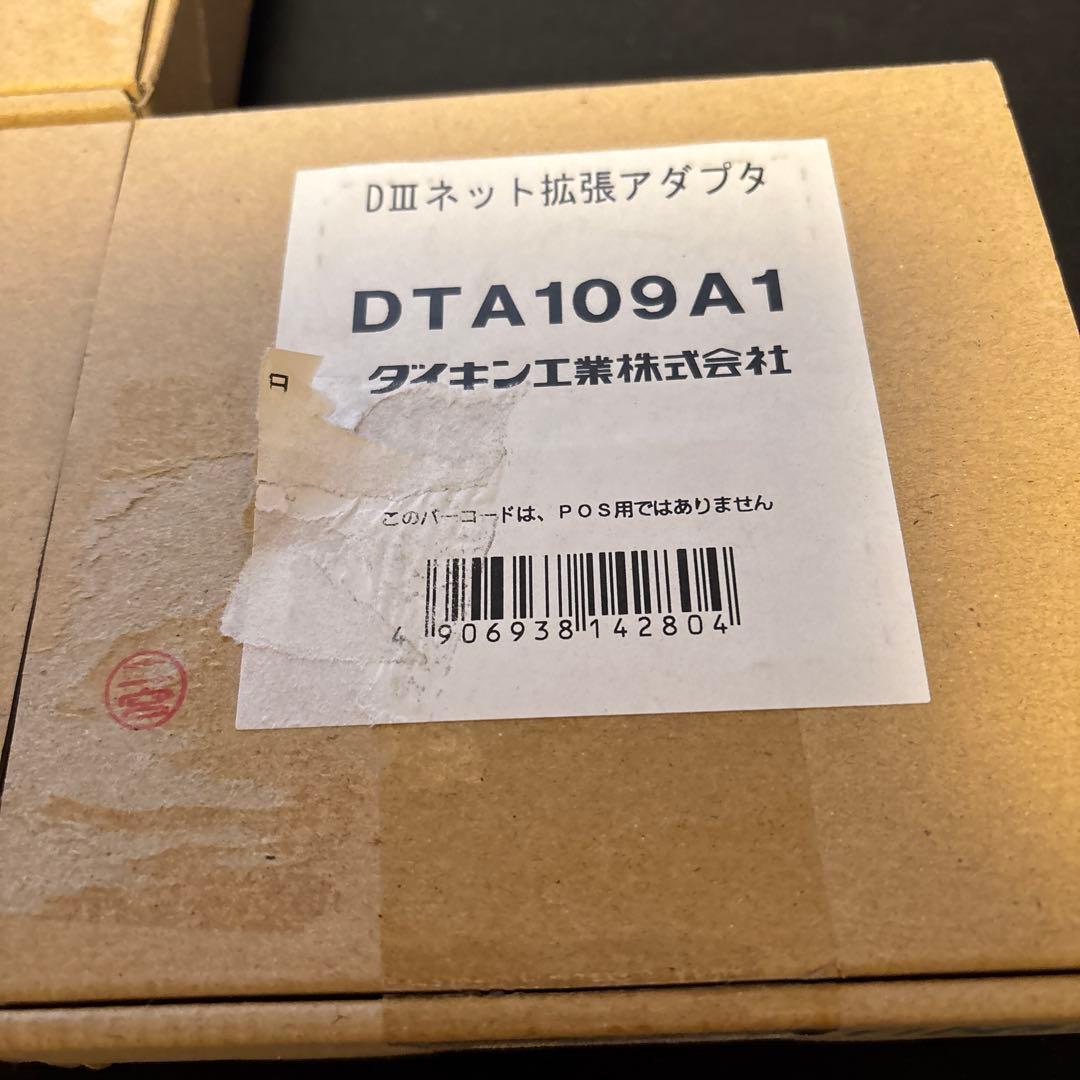 DⅢネット拡張アダプタ
DTA109A1
ダイキン工業株式会社
ロ
このバーコードは、POS用ではありません
4 906938 142804